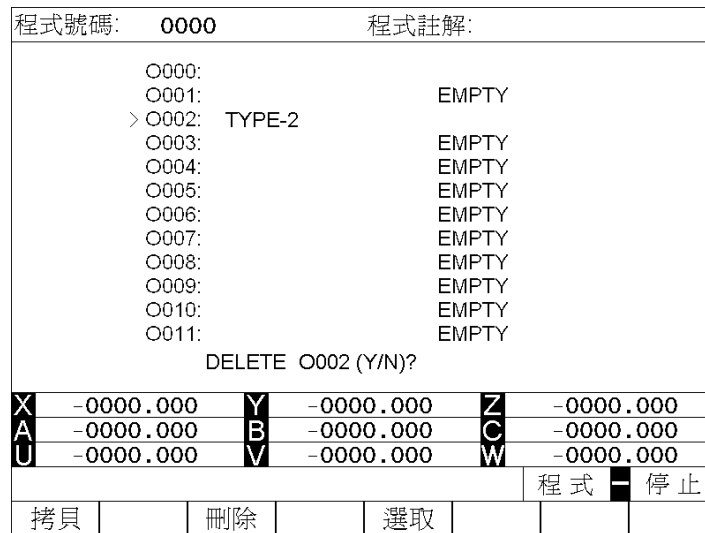 程式號碼: 0000 程式註解:
O000:
O001: EMPTY
> O002: TYPE-2
O003: EMPTY
O004: EMPTY
O005: EMPTY
O006: EMPTY
O007: EMPTY
O008: EMPTY
O009: EMPTY
O010: EMPTY
O011: EMPTY
DELETE O002 (Y/N)?
X -0000.000 Y -0000.000 Z -0000.000
A -0000.000 B -0000.000 C -0000.000
U -0000.000 V -0000.000 W -0000.000
程式 - 停止
拷貝 刪除 選取